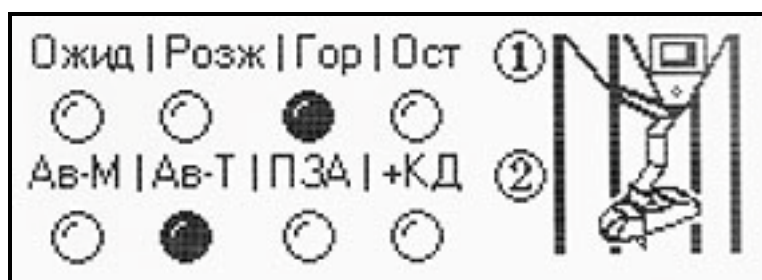 Ожид | Розж | Гор | Ост ①
Ав-М | Ав-Т | ПЗА | +КД ②